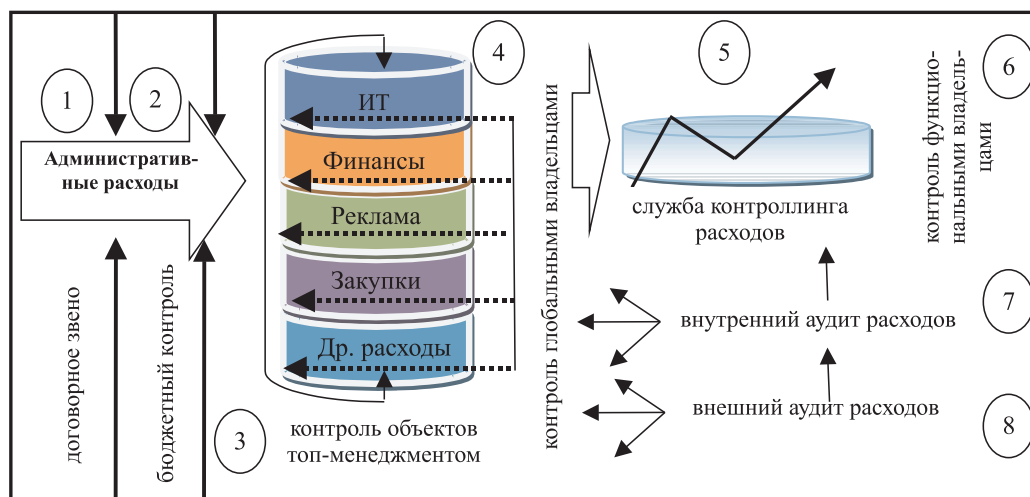 1
2
Административ-
ные расходы
договорное звено
бюджетный контроль
3
ИТ
Финансы
Реклама
Закупки
Др. расходы
контроль объектов
топ-менеджментом
4
контроль глобальными владельцами
5
служба контроллинга
расходов
6
контроль функцио-
нальными владель-
цами
внутренний аудит расходов
7
внешний аудит расходов
8